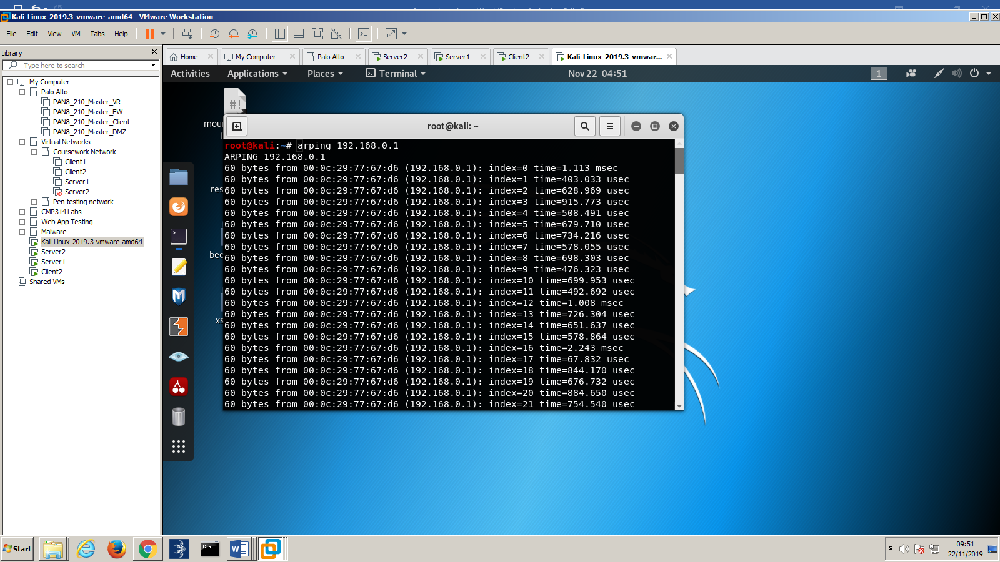 Kali-Linux-2019.3-vmware-amd64 - VMware Workstation
File Edit View VM Tabs Help
Library
Type here to search
My Computer
Palo Alto
PAN8_210_Master_VR
PAN8_210_Master_FW
PAN8_210_Master_Client
PAN8_210_Master_DMZ
Virtual Networks
Coursework Network
Client1
Client2
Server1
Server2
Pen testing network
CMP314 Labs
Web App Testing
Malware
Kali-Linux-2019.3-vmware-amd64
Server2
Server1
Client2
Shared VMs
Home My Computer Palo Alto Server2 Server1 Client2 Kali-Linux-2019.3-vmwar...
Activities Applications Places Terminal Nov 22 04:51 1
#!
mou
f
res
bee
xs
root@kali: ~
root@kali:~# arping 192.168.0.1
ARPING 192.168.0.1
60 bytes from 00:0c:29:77:67:d6 (192.168.0.1): index=0 time=1.113 msec
60 bytes from 00:0c:29:77:67:d6 (192.168.0.1): index=1 time=403.033 usec
60 bytes from 00:0c:29:77:67:d6 (192.168.0.1): index=2 time=628.969 usec
60 bytes from 00:0c:29:77:67:d6 (192.168.0.1): index=3 time=915.773 usec
60 bytes from 00:0c:29:77:67:d6 (192.168.0.1): index=4 time=508.491 usec
60 bytes from 00:0c:29:77:67:d6 (192.168.0.1): index=5 time=679.710 usec
60 bytes from 00:0c:29:77:67:d6 (192.168.0.1): index=6 time=734.216 usec
60 bytes from 00:0c:29:77:67:d6 (192.168.0.1): index=7 time=578.055 usec
60 bytes from 00:0c:29:77:67:d6 (192.168.0.1): index=8 time=698.303 usec
60 bytes from 00:0c:29:77:67:d6 (192.168.0.1): index=9 time=476.323 usec
60 bytes from 00:0c:29:77:67:d6 (192.168.0.1): index=10 time=699.953 usec
60 bytes from 00:0c:29:77:67:d6 (192.168.0.1): index=11 time=492.692 usec
60 bytes from 00:0c:29:77:67:d6 (192.168.0.1): index=12 time=1.008 msec
60 bytes from 00:0c:29:77:67:d6 (192.168.0.1): index=13 time=726.304 usec
60 bytes from 00:0c:29:77:67:d6 (192.168.0.1): index=14 time=651.637 usec
60 bytes from 00:0c:29:77:67:d6 (192.168.0.1): index=15 time=578.864 usec
60 bytes from 00:0c:29:77:67:d6 (192.168.0.1): index=16 time=2.243 msec
60 bytes from 00:0c:29:77:67:d6 (192.168.0.1): index=17 time=67.832 usec
60 bytes from 00:0c:29:77:67:d6 (192.168.0.1): index=18 time=844.170 usec
60 bytes from 00:0c:29:77:67:d6 (192.168.0.1): index=19 time=676.732 usec
60 bytes from 00:0c:29:77:67:d6 (192.168.0.1): index=20 time=884.650 usec
60 bytes from 00:0c:29:77:67:d6 (192.168.0.1): index=21 time=754.540 usec
Start
09:51
22/11/2019